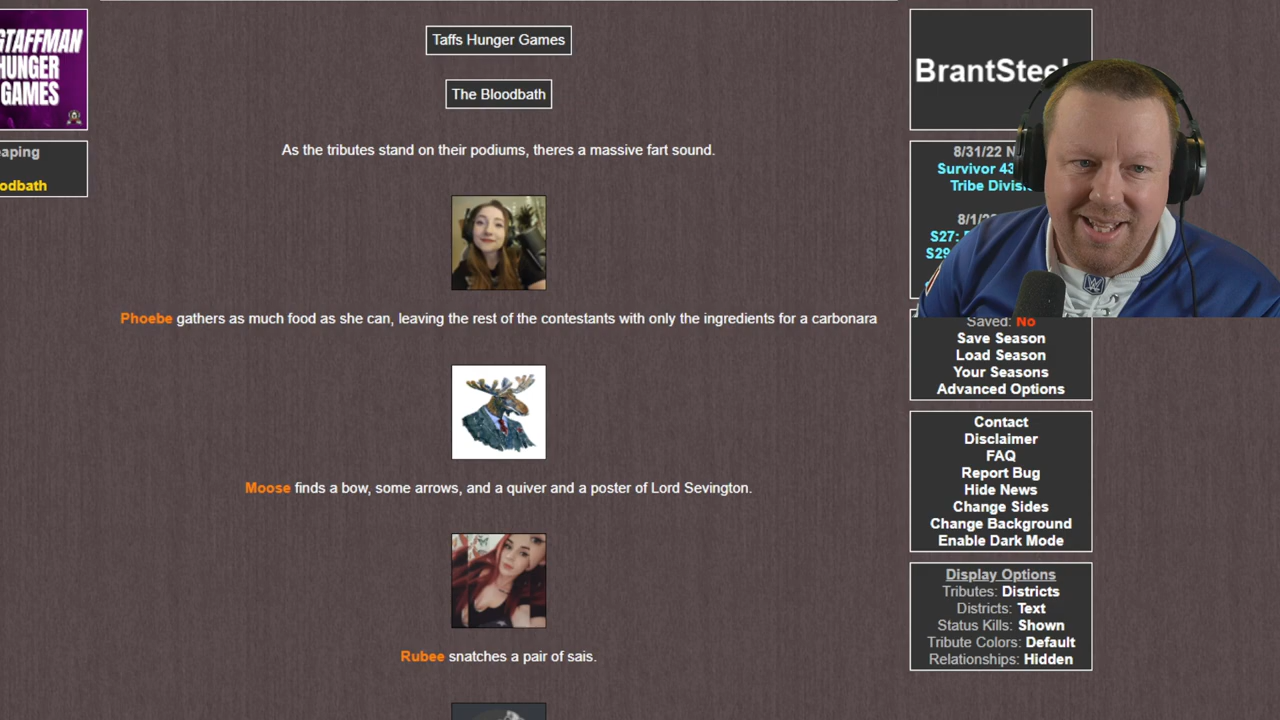 STAFFMAN
HUNGER
GAMES
eaping
odbath
Taffs Hunger Games
The Bloodbath
As the tributes stand on their podiums, theres a massive fart sound.
Phoebe gathers as much food as she can, leaving the rest of the contestants with only the ingredients for a carbonara
Moose finds a bow, some arrows, and a quiver and a poster of Lord Sevington.
Rubee snatches a pair of sais.
BrantSteel
8/31/22 N
Survivor 43
Tribe Divisi
8/1/2
S27:
S29
Saved: No
Save Season
Load Season
Your Seasons
Advanced Options
Contact
Disclaimer
FAQ
Report Bug
Hide News
Change Sides
Change Background
Enable Dark Mode
Display Options
Tributes: Districts
Districts: Text
Status Kills: Shown
Tribute Colors: Default
Relationships: Hidden